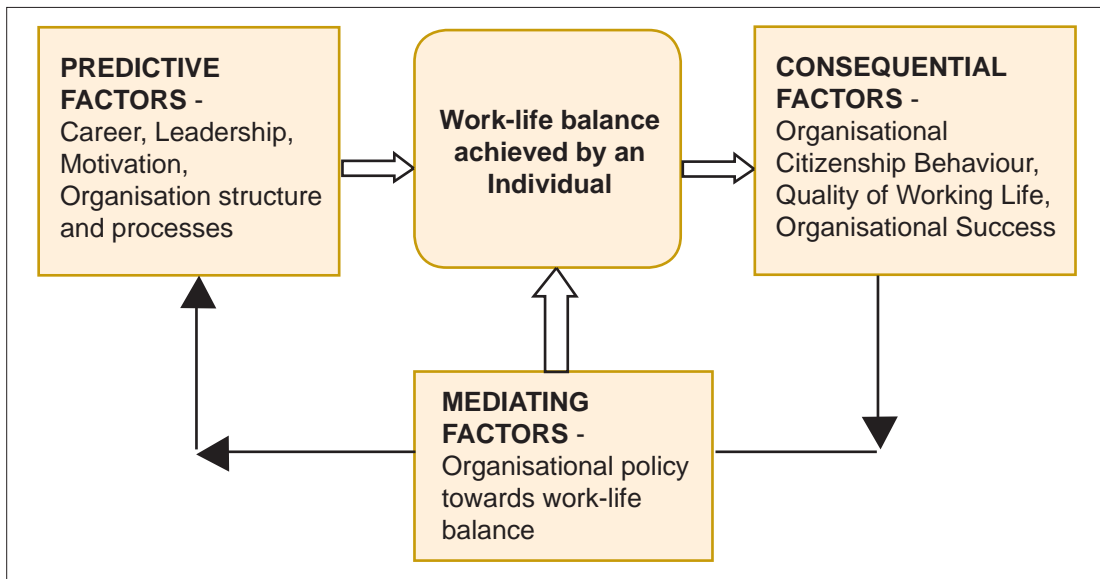 PREDICTIVE
FACTORS -
Career, Leadership,
Motivation,
Organisation structure
and processes
Work-life balance
achieved by an
Individual
CONSEQUENTIAL
FACTORS -
Organisational
Citizenship Behaviour,
Quality of Working Life,
Organisational Success
MEDIATING
FACTORS -
Organisational policy
towards work-life
balance